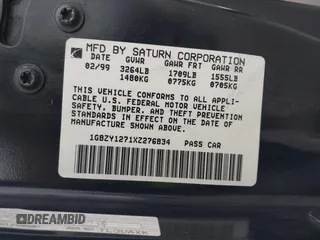 MFD BY SATURN CORPORATION
DATE GVWR GAWR FRT GAWR RR
02/99 3264LB 1709LB 1555LB
1480KG 0775KG 0705KG
THIS VEHICLE CONFORMS TO ALL APPLI-
CABLE U.S. FEDERAL MOTOR VEHICLE
SAFETY, BUMPER, AND THEFT STANDARDS
IN EFFECT ON THE DATE OF
MANUFACTURE SHOWN ABOVE.
1G8ZY1271XZ276834 PASS CAR
DREAMBID